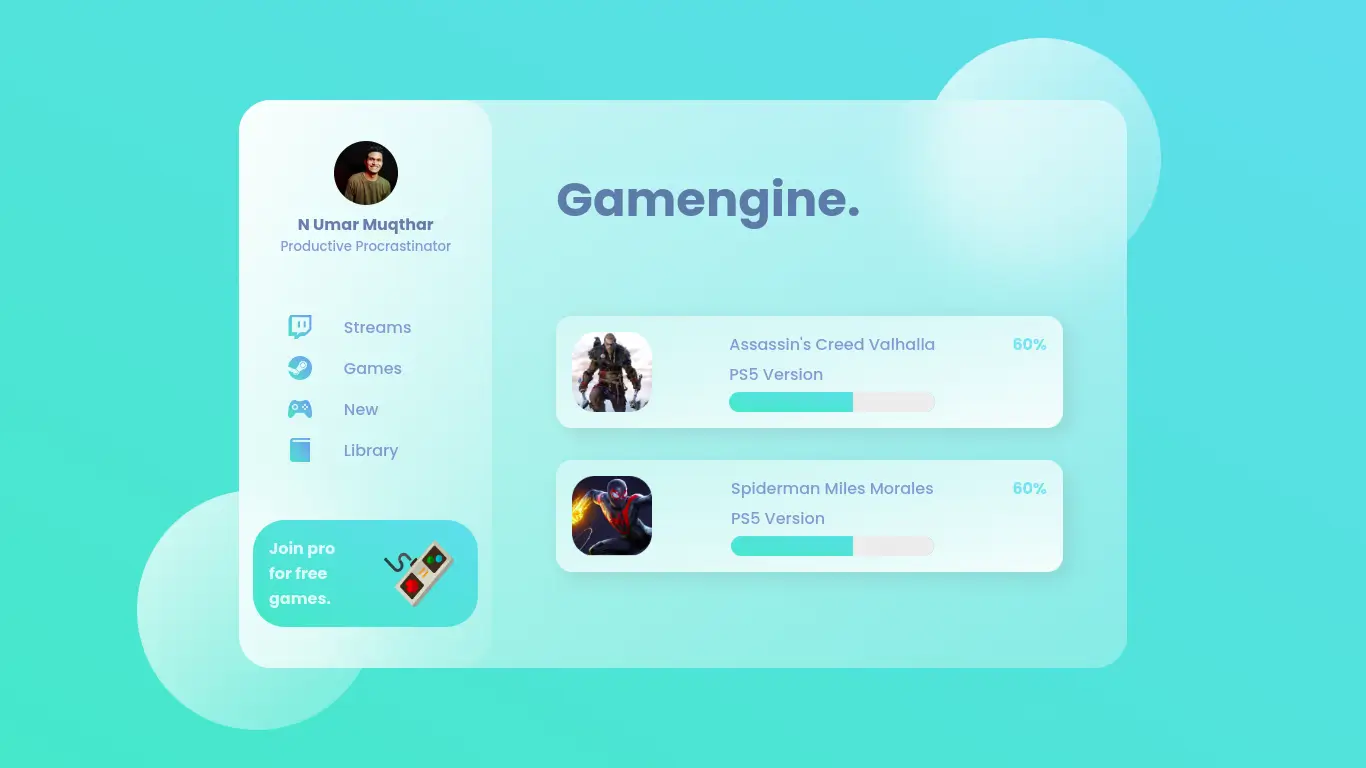 N Umar Muqthar
Productive Procrastinator
Streams
Games
New
Library
Join pro
for free
games.
Gamengine.
Assassin's Creed Valhalla
60%
PS5 Version
Spiderman Miles Morales
60%
PS5 Version